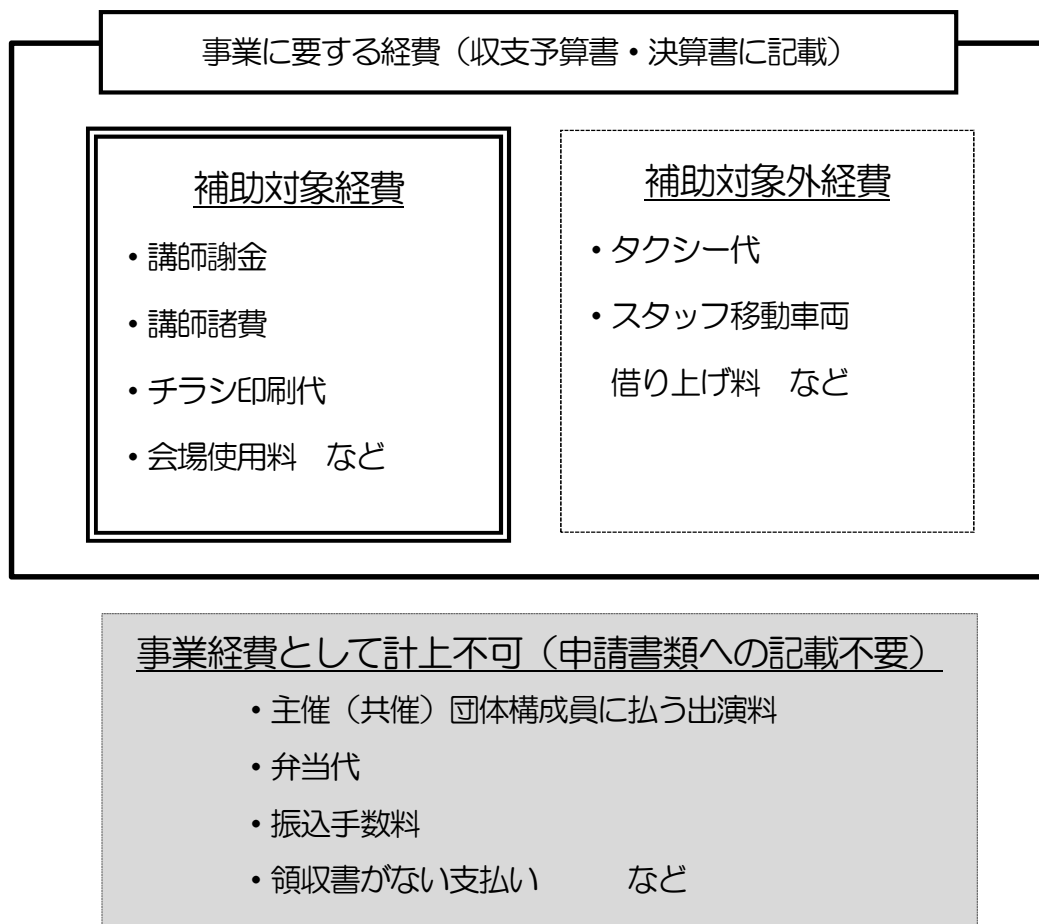 事業に要する経費（収支予算書・決算書に記載）
補助対象経費
・講師謝金
・講師諸費
・チラシ印刷代
・会場使用料　など
補助対象外経費
・タクシー代
・スタッフ移動車両
借り上げ料　など
事業経費として計上不可（申請書類への記載不要）
・主催（共催）団体構成員に払う出演料
・弁当代
・振込手数料
・領収書がない支払い　　　など